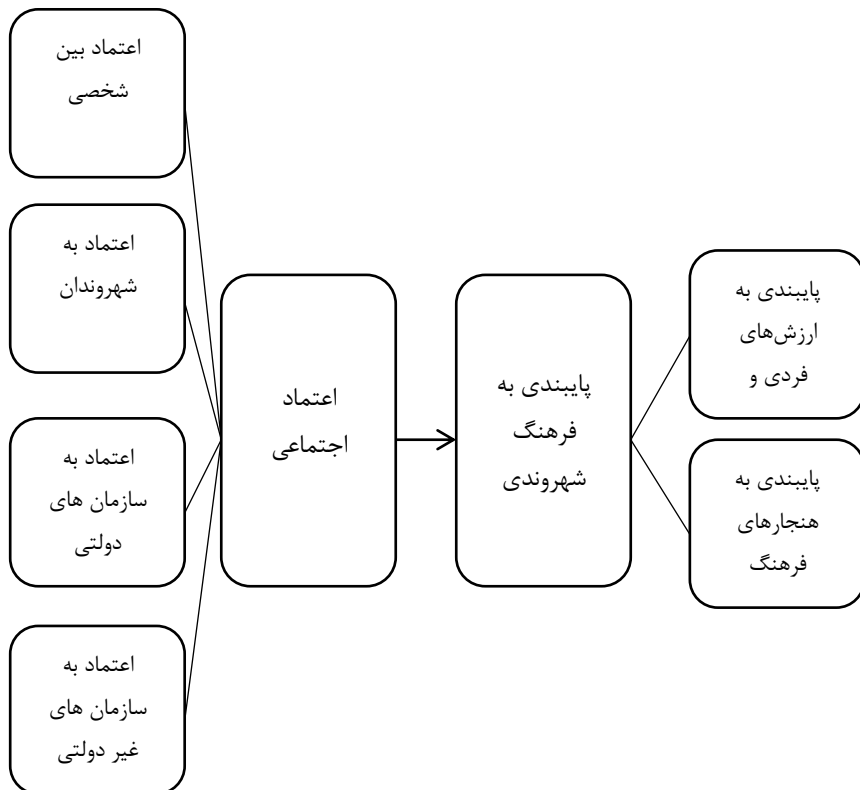 اعتماد بین
شخصی
اعتماد به
شهروندان
اعتماد به
سازمان های
دولتی
اعتماد به
سازمان های
غیر دولتی
اعتماد
اجتماعی
پایبندی به
فرهنگ
شهروندی
پایبندی به
ارزش‌های
فردی و
پایبندی به
هنجارهای
فرهنگ